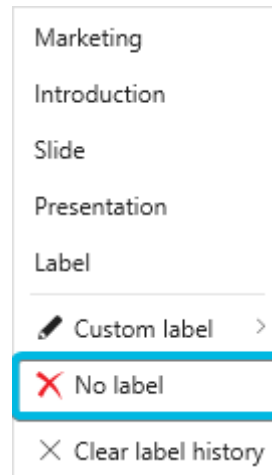 Marketing
Introduction
Slide
Presentation
Label
Custom label
No label
Clear label history